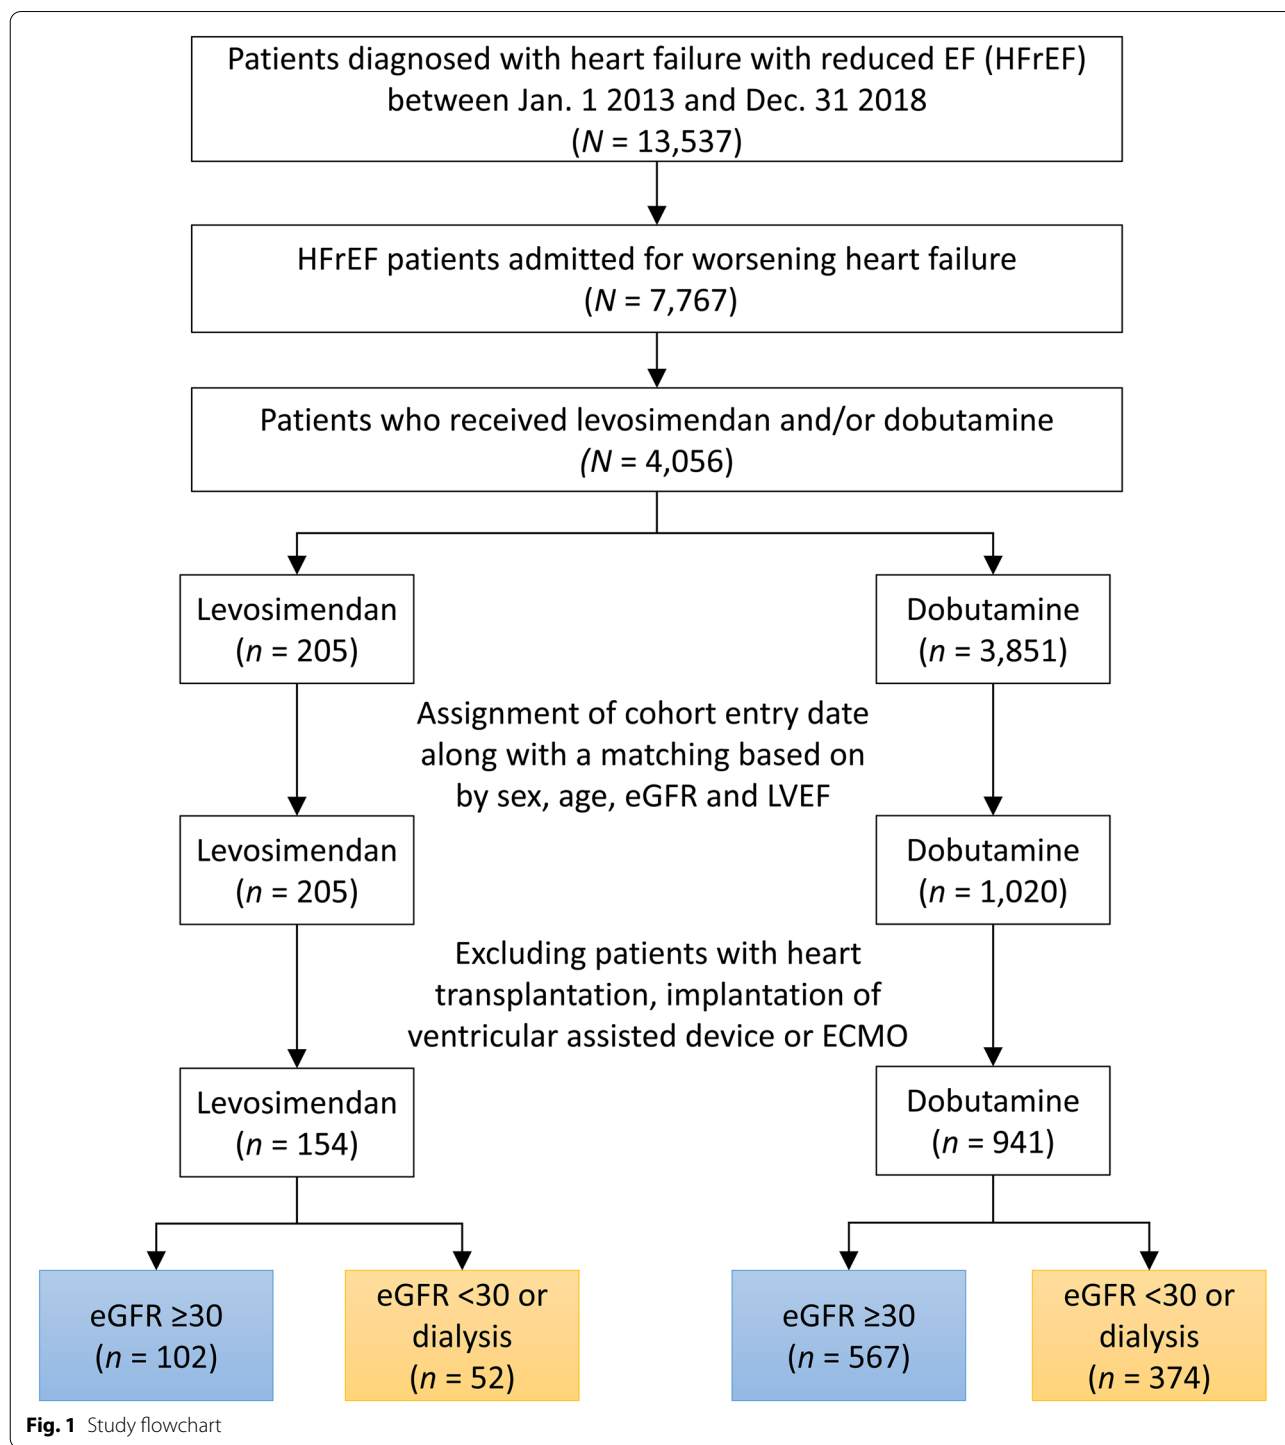 Patients diagnosed with heart failure with reduced EF (HFrEF)
between Jan. 1 2013 and Dec. 31 2018
(N = 13,537)
HFrEF patients admitted for worsening heart failure
(N = 7,767)
Patients who received levosimendan and/or dobutamine
(N = 4,056)
Levosimendan
(n = 205)
Dobutamine
(n = 3,851)
Assignment of cohort entry date
along with a matching based on
by sex, age, eGFR and LVEF
Levosimendan
(n = 205)
Dobutamine
(n = 1,020)
Excluding patients with heart
transplantation, implantation of
ventricular assisted device or ECMO
Levosimendan
(n = 154)
Dobutamine
(n = 941)
eGFR ≥30
(n = 102)
eGFR <30 or
dialysis
(n = 52)
eGFR ≥30
(n = 567)
eGFR <30 or
dialysis
(n = 374)
Fig. 1 Study flowchart